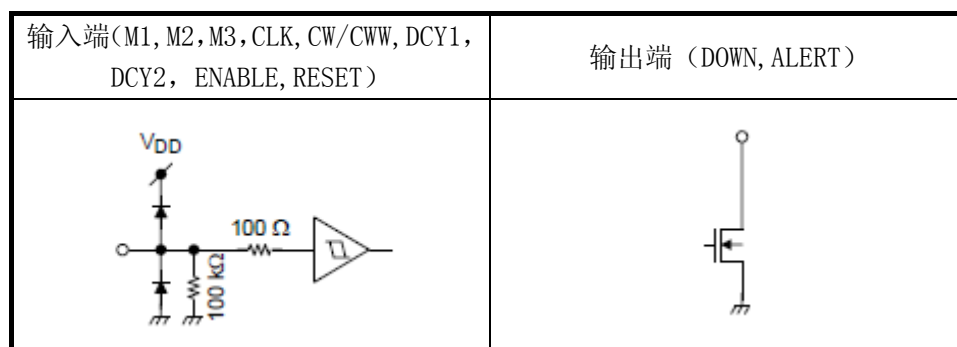 输入端(M1,M2,M3,CLK,CW/CWW,DCY1,
DCY2，ENABLE,RESET)
输出端（DOWN,ALERT）
VDD
100 Ω
100 kΩ